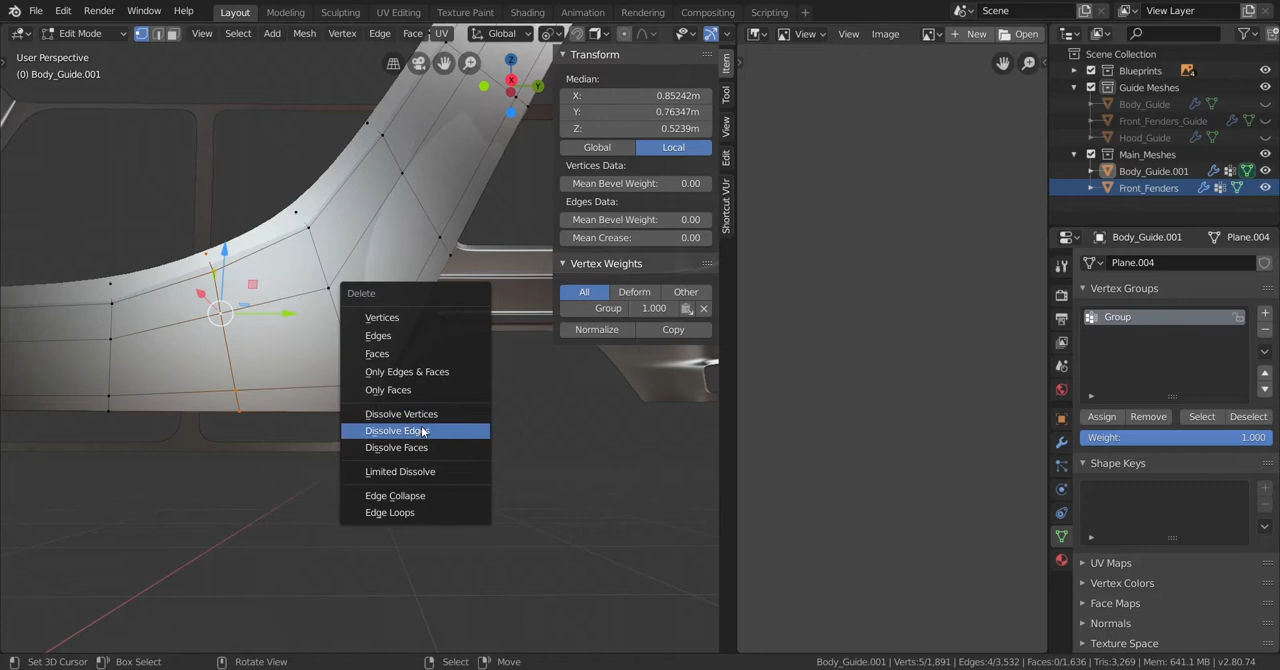 File Edit Render Window Help Layout Modeling Sculpting UV Editing Texture Paint Shading Animation Rendering Compositing Scripting + Scene View Layer
Edit Mode View Select Add Mesh Vertex Edge Face UV Global View View Image New Open
User Perspective
(0) Body_Guide.001
Z
X
Y
Transform
Median:
X: 0.85242m
Y: 0.76347m
Z: 0.5239m
Global Local
Vertices Data:
Mean Bevel Weight: 0.00
Edges Data:
Mean Bevel Weight: 0.00
Mean Crease: 0.00
Vertex Weights
All Deform Other
Group 1.000
Normalize Copy
Item
Tool
View
Edit
Shortcut VUr
Delete
Vertices
Edges
Faces
Only Edges & Faces
Only Faces
Dissolve Vertices
Dissolve Edges
Dissolve Faces
Limited Dissolve
Edge Collapse
Edge Loops
Scene Collection
Blueprints 4
Guide Meshes
Body_Guide
Front_Fenders_Guide
Hood_Guide
Main_Meshes
Body_Guide.001
Front_Fenders
Body_Guide.001 Plane.004
Plane.004
Vertex Groups
Group
Assign Remove Select Deselect
Weight: 1.000
Shape Keys
UV Maps
Vertex Colors
Face Maps
Normals
Texture Space
Set 3D Cursor Box Select Rotate View Select Move Body_Guide.001 | Verts:5/1,891 | Edges:4/3,532 | Faces:0/1,636 | Tris:3,269 | Mem: 641.1 MB | v2.80.74